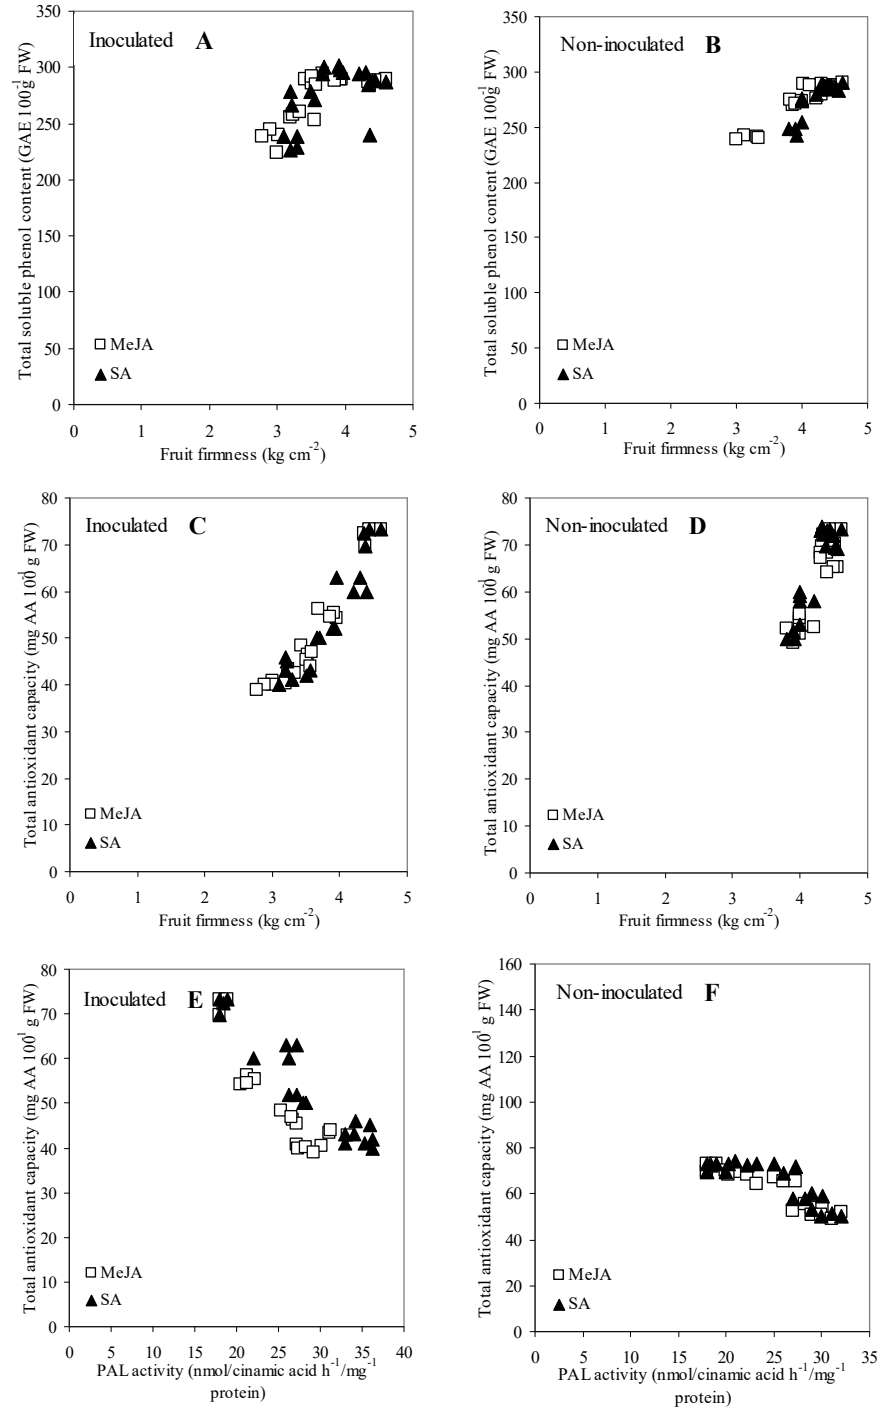 Inoculated A
Total soluble phenol content (GAE 100g-1 FW)
350
300
250
200
150
100
50
0
MeJA
SA
0 1 2 3 4 5
Fruit firmness (kg cm-2)
Non-inoculated B
Total soluble phenol content (GAE 100g-1 FW)
350
300
250
200
150
100
50
0
MeJA
SA
0 1 2 3 4 5
Fruit firmness (kg cm-2)
Inoculated C
Total antioxidant capacity (mg AA 100-1 g FW)
80
70
60
50
40
30
20
10
0
MeJA
SA
0 1 2 3 4 5
Fruit firmness (kg cm-2)
Non-inoculated D
Total antioxidant capacity (mg AA 100-1 g FW)
80
70
60
50
40
30
20
10
0
MeJA
SA
0 1 2 3 4 5
Fruit firmness (kg cm-2)
Inoculated E
Total antioxidant capacity (mg AA 100-1 g FW)
80
70
60
50
40
30
20
10
0
MeJA
SA
0 5 10 15 20 25 30 35 40
PAL activity (nmol/cinamic acid h-1/mg-1
protein)
Non-inoculated F
Total antioxidant capacity (mg AA 100-1 g FW)
160
140
120
100
80
60
40
20
0
MeJA
SA
0 5 10 15 20 25 30 35
PAL activity (nmol/cinamic acid h-1/mg-1
protein)